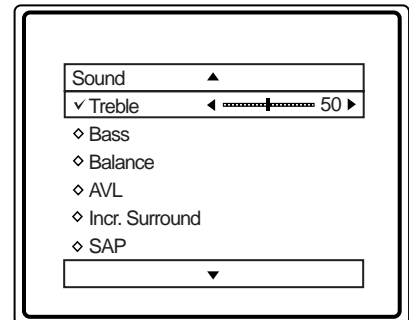 Sound
Treble 50
Bass
Balance
AVL
Incr. Surround
SAP